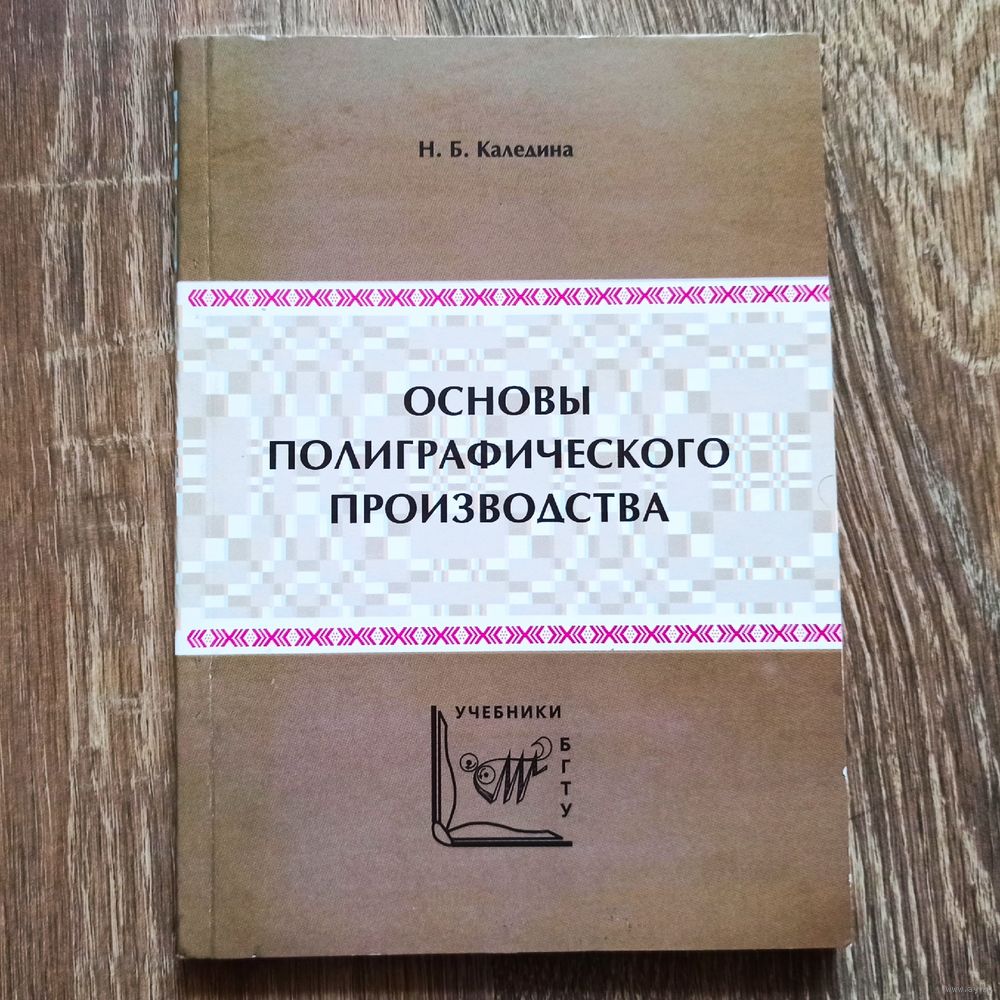 Н. Б. Каледина
ОСНОВЫ
ПОЛИГРАФИЧЕСКОГО
ПРОИЗВОДСТВА
УЧЕБНИКИ
БГТУ